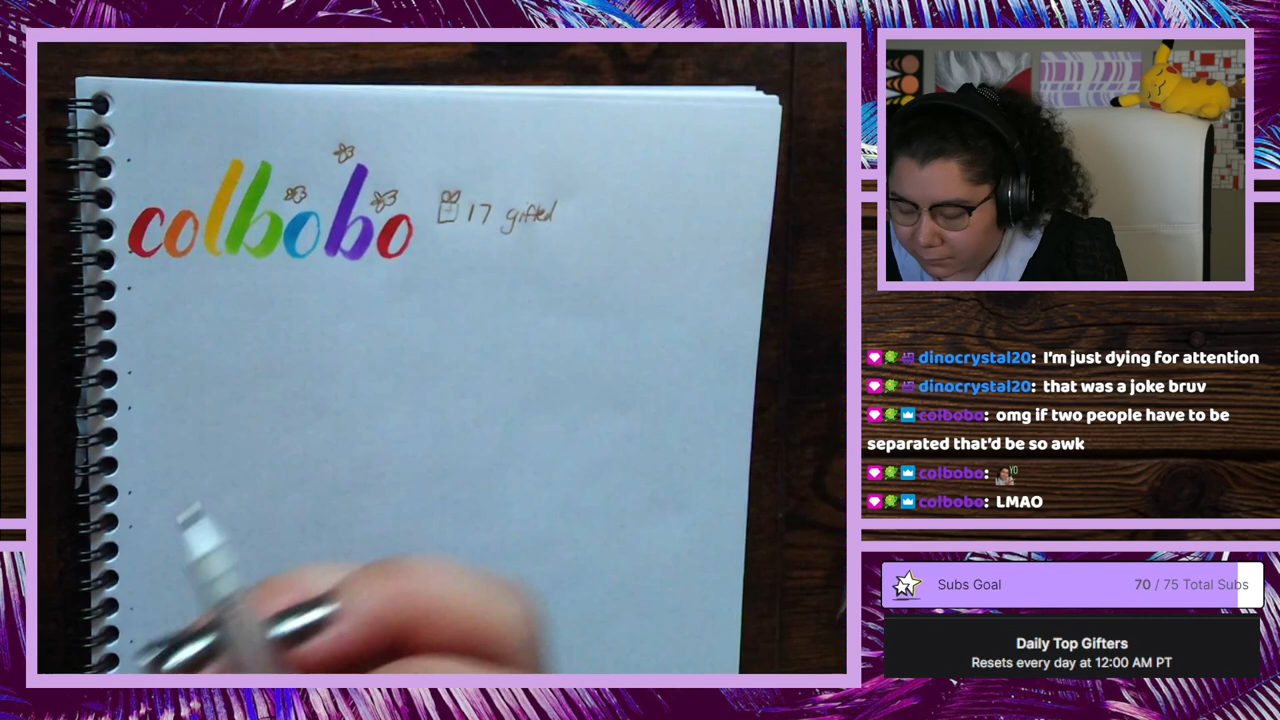 colbobo 17 gifted
dinocrystal20: I'm just dying for attention
dinocrystal20: that was a joke bruv
colbobo: omg if two people have to be
separated that'd be so awk
colbobo: YO
colbobo: LMAO
Subs Goal 70 / 75 Total Subs
Daily Top Gifters
Resets every day at 12:00 AM PT